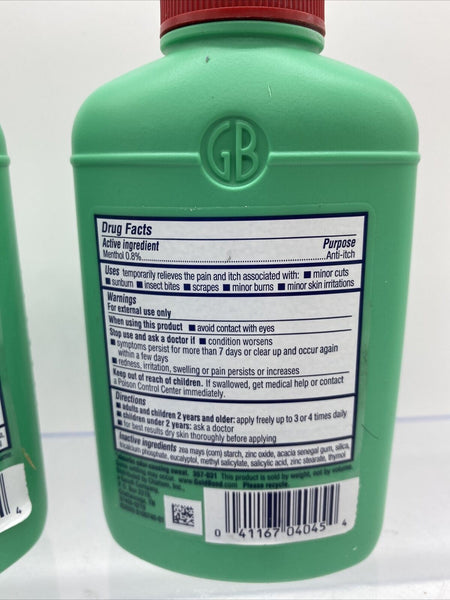 GB
Drug Facts
Active ingredient Purpose
Menthol 0.8% Anti-itch
Uses temporarily relieves the pain and itch associated with: ■ minor cuts
■ sunburn ■ insect bites ■ scrapes ■ minor burns ■ minor skin irritations
Warnings
For external use only
When using this product ■ avoid contact with eyes
Stop use and ask a doctor if ■ condition worsens
■ symptoms persist for more than 7 days or clear up and occur again
within a few days
■ redness, irritation, swelling or pain persists or increases
Keep out of reach of children. If swallowed, get medical help or contact
a Poison Control Center immediately.
Directions
■ adults and children 2 years and older: apply freely up to 3 or 4 times daily
■ children under 2 years: ask a doctor
■ for best results dry skin thoroughly before applying
Inactive ingredients zea mays (corn) starch, zinc oxide, acacia senegal gum, silica,
tricalcium phosphate, eucalyptol, methyl salicylate, salicylic acid, zinc stearate, thymol
This product is sold by weight, not by volume.
www.GoldBond.com Please recycle.
0 41167 04045 4
4